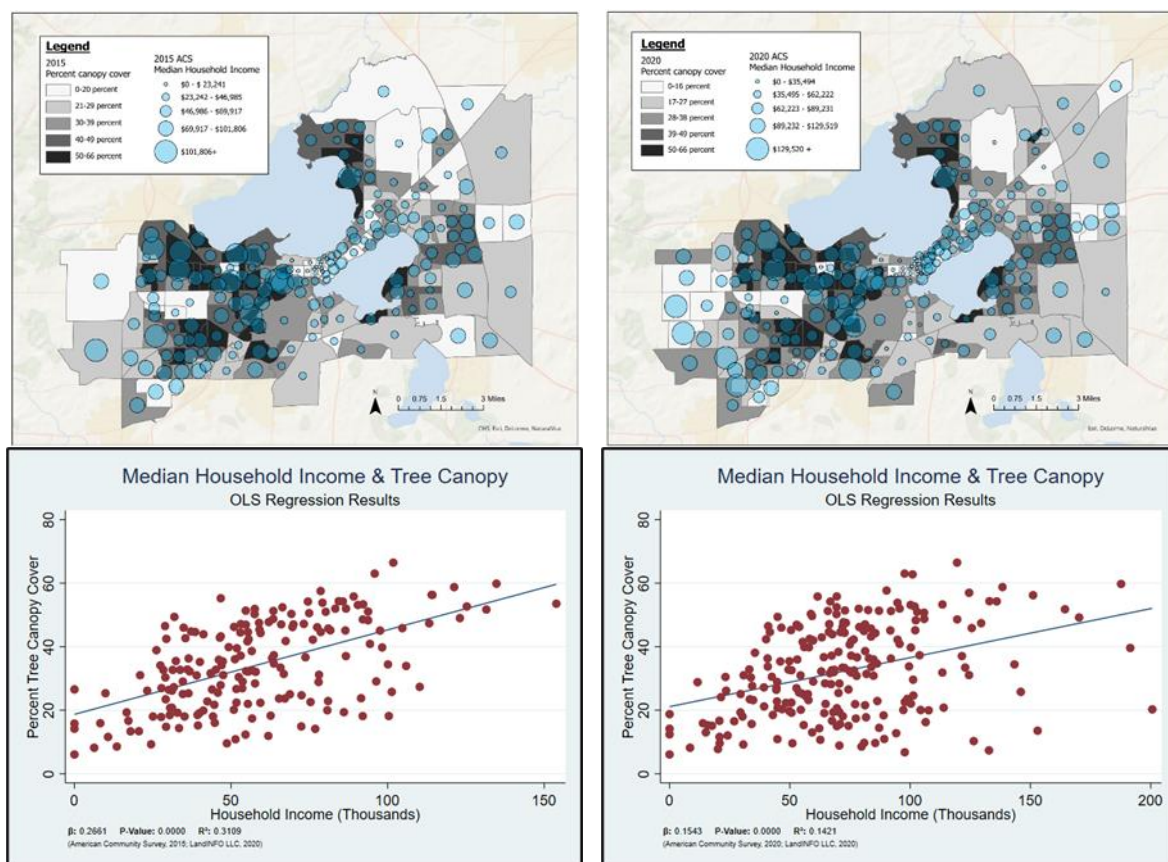 Legend
2015
Percent canopy cover
0-20 percent
21-29 percent
30-39 percent
40-49 percent
50-66 percent
2015 ACS
Median Household Income
$0 - $ 23,241
$23,242 - $46,985
$46,986 - $69,917
$69,917 - $101,806
$101,806+
N
0 0.75 1.5 3 Miles
Esri, DeLorme, NaturalVue
Legend
2020
Percent canopy cover
0-16 percent
17-27 percent
28-38 percent
39-49 percent
50-66 percent
2020 ACS
Median Household Income
$0 - $35,494
$35,495 - $62,222
$62,223 - $89,231
$89,232 - $129,519
$129,520 +
N
0 0.75 1.5 3 Miles
Esri, DeLorme, NaturalVue
Median Household Income & Tree Canopy
OLS Regression Results
Percent Tree Canopy Cover
80
60
40
20
0
0 50 100 150
Household Income (Thousands)
β: 0.2661 P-Value: 0.0000 R²: 0.3109
(American Community Survey, 2015; LandINFO LLC, 2020)
Median Household Income & Tree Canopy
OLS Regression Results
Percent Tree Canopy Cover
80
60
40
20
0
0 50 100 150 200
Household Income (Thousands)
β: 0.1543 P-Value: 0.0000 R²: 0.1421
(American Community Survey, 2020; LandINFO LLC, 2020)